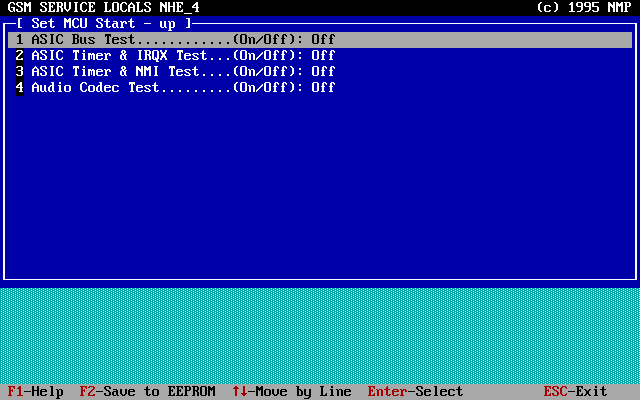 GSM SERVICE LOCALS NHE_4 (c) 1995 NMP
[ Set MCU Start - up ]
1 ASIC Bus Test............(On/Off): Off
2 ASIC Timer & IRQX Test...(On/Off): Off
3 ASIC Timer & NMI Test....(On/Off): Off
4 Audio Codec Test.........(On/Off): Off
F1-Help F2-Save to EEPROM ↑↓-Move by Line Enter-Select ESC-Exit